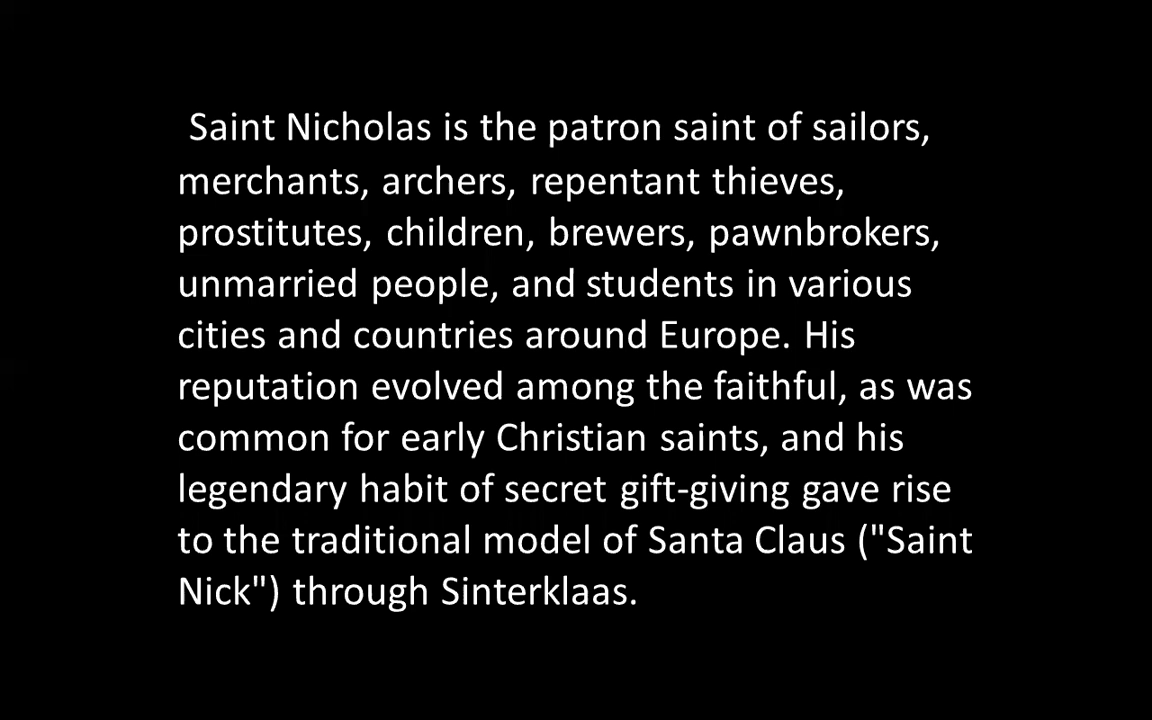 Saint Nicholas is the patron saint of sailors,
merchants, archers, repentant thieves,
prostitutes, children, brewers, pawnbrokers,
unmarried people, and students in various
cities and countries around Europe. His
reputation evolved among the faithful, as was
common for early Christian saints, and his
legendary habit of secret gift-giving gave rise
to the traditional model of Santa Claus ("Saint
Nick") through Sinterklaas.